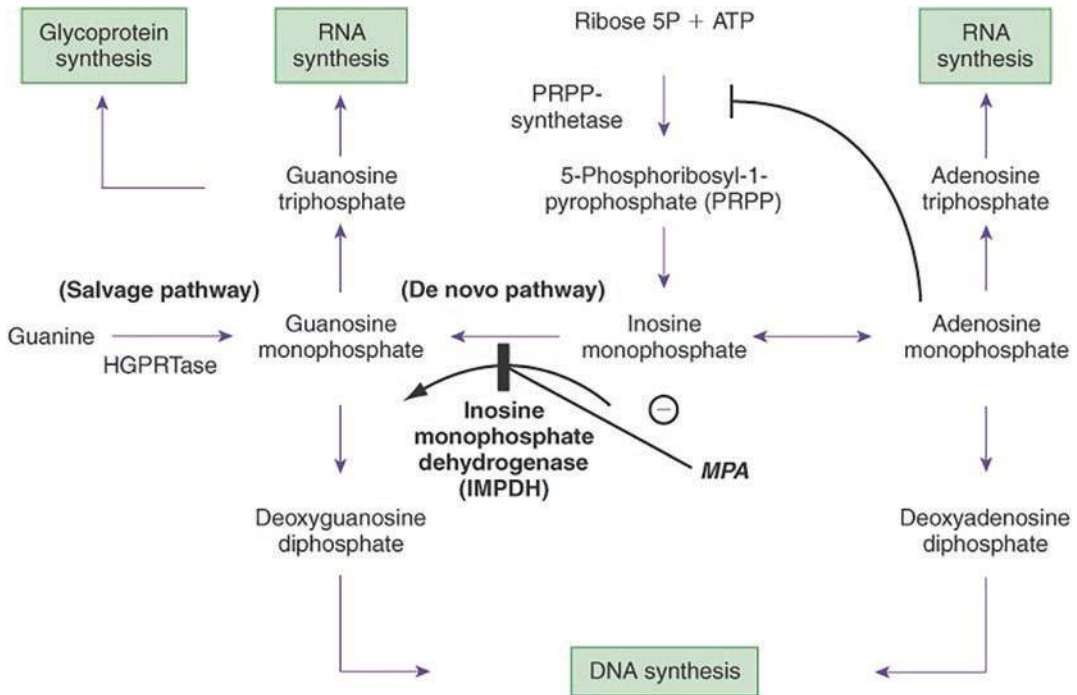 Glycoprotein
synthesis
RNA
synthesis
Ribose 5P + ATP
RNA
synthesis
PRPP-
synthetase
Guanosine
triphosphate
5-Phosphoribosyl-1-
pyrophosphate (PRPP)
Adenosine
triphosphate
(Salvage pathway)
(De novo pathway)
Guanine
HGPRTase
Guanosine
monophosphate
Inosine
monophosphate
Adenosine
monophosphate
Inosine
monophosphate
dehydrogenase
(IMPDH)
−
MPA
Deoxyguanosine
diphosphate
Deoxyadenosine
diphosphate
DNA synthesis